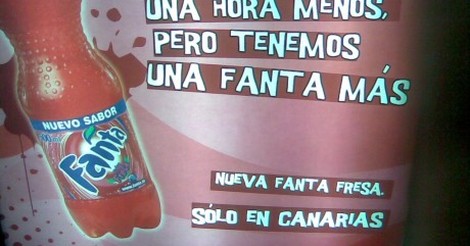 UNA HORA MENOS,
PERO TENEMOS
UNA FANTA MÁS
NUEVO SABOR
Fanta
NUEVA FANTA FRESA.
SÓLO EN CANARIAS